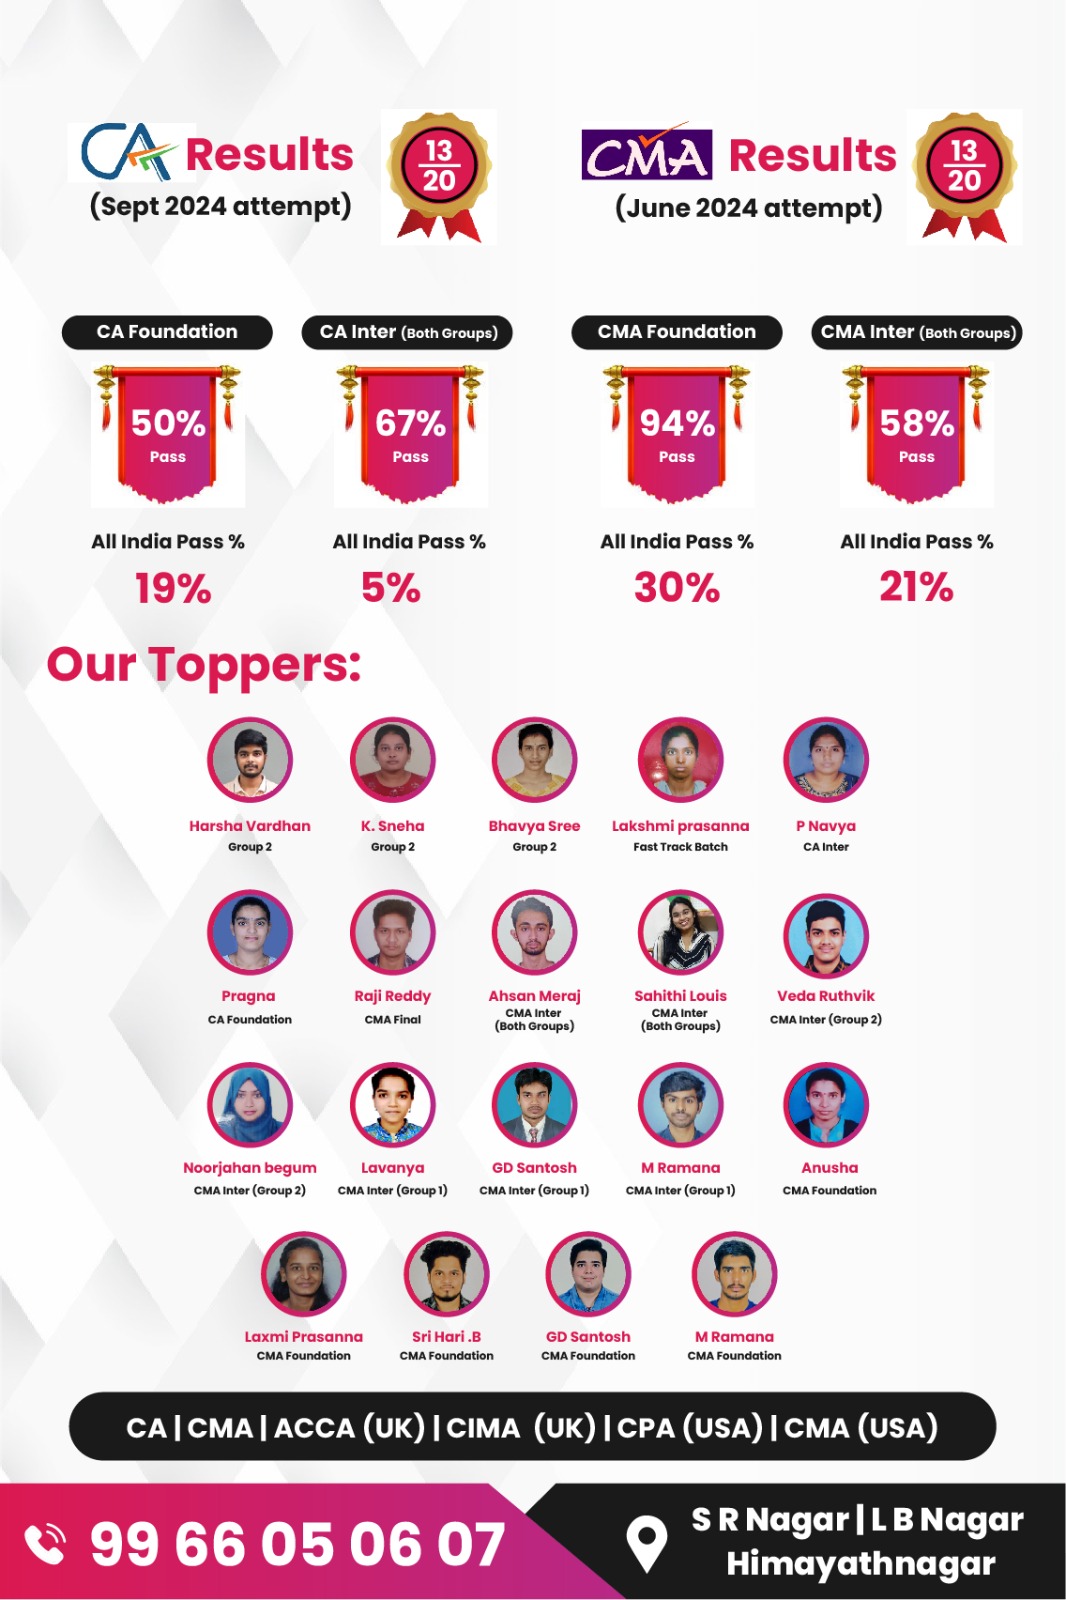 CA Results
(Sept 2024 attempt)
13
20
CMA Results
(June 2024 attempt)
13
20
CA Foundation
CA Inter (Both Groups)
CMA Foundation
CMA Inter (Both Groups)
50%
Pass
67%
Pass
94%
Pass
58%
Pass
All India Pass %
All India Pass %
All India Pass %
All India Pass %
19%
5%
30%
21%
Our Toppers:
Harsha Vardhan
Group 2
K. Sneha
Group 2
Bhavya Sree
Group 2
Lakshmi prasanna
Fast Track Batch
P Navya
CA Inter
Pragna
CA Foundation
Raji Reddy
CMA Final
Ahsan Meraj
CMA Inter
(Both Groups)
Sahithi Louis
CMA Inter
(Both Groups)
Veda Ruthvik
CMA Inter (Group 2)
Noorjahan begum
CMA Inter (Group 2)
Lavanya
CMA Inter (Group 1)
GD Santosh
CMA Inter (Group 1)
M Ramana
CMA Inter (Group 1)
Anusha
CMA Foundation
Laxmi Prasanna
CMA Foundation
Sri Hari .B
CMA Foundation
GD Santosh
CMA Foundation
M Ramana
CMA Foundation
CA | CMA | ACCA (UK) | CIMA (UK) | CPA (USA) | CMA (USA)
99 66 05 06 07
S R Nagar | L B Nagar
Himayathnagar